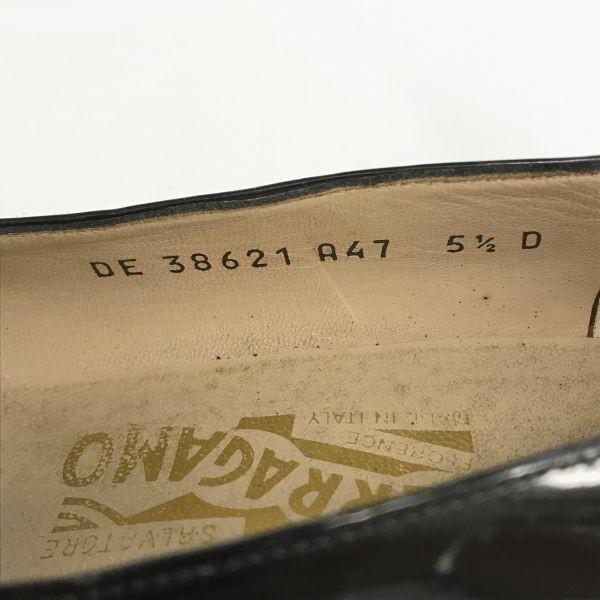 DE 38621 A47 5½ D
SALVATORE
FERRAGAMO
FLORENCE
MADE IN ITALY